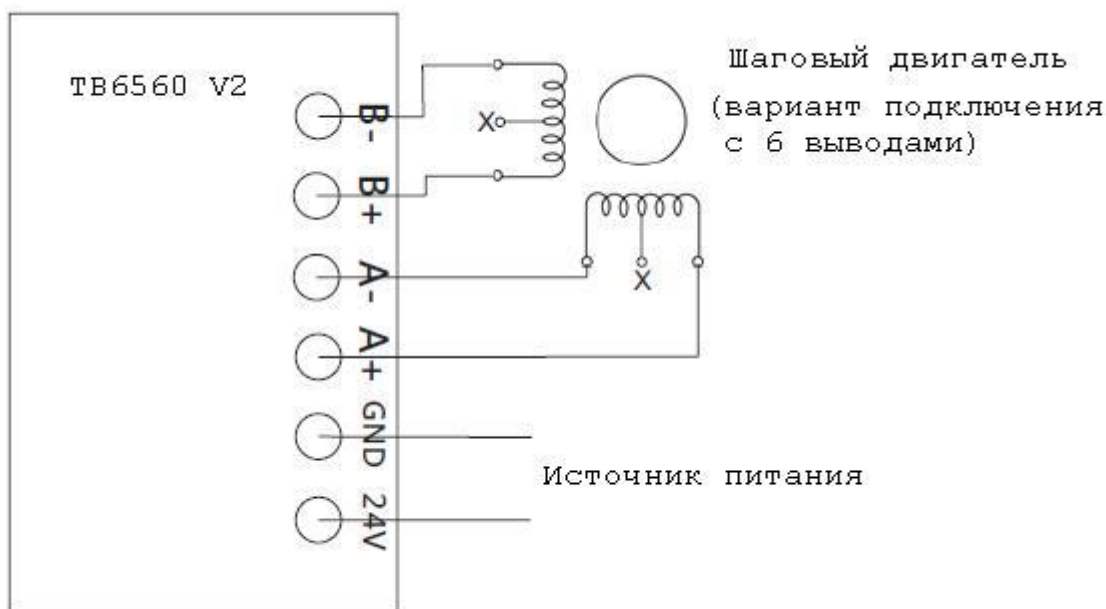 TB6560 V2
Шаговый двигатель
(вариант подключения
с 6 выводами)
B-
X
B+
A-
X
A+
GND
Источник питания
24V